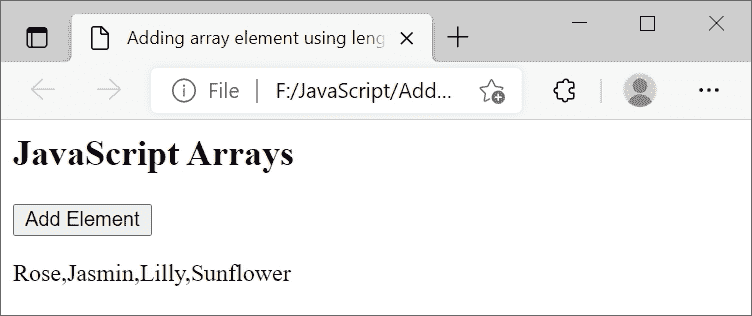 Adding array element using leng
File | F:/JavaScript/Add...
JavaScript Arrays
Add Element
Rose,Jasmin,Lilly,Sunflower